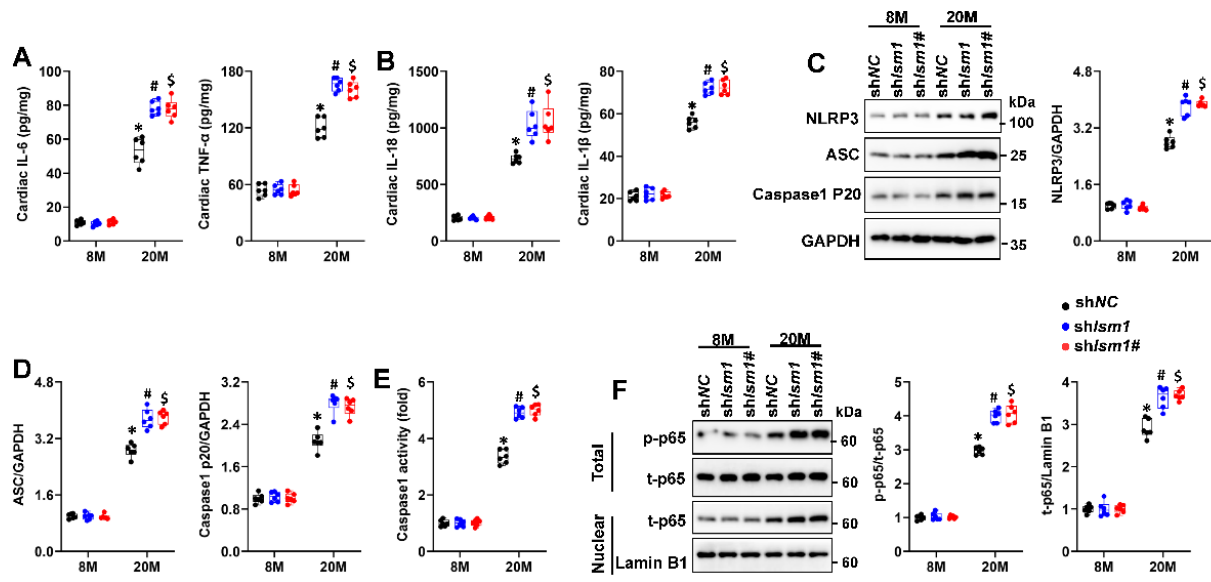 A
Cardiac IL-6 (pg/mg)
100
80
60
40
20
0
*
#
$
8M
20M
Cardiac TNF-α (pg/mg)
180
120
60
0
*
#
$
8M
20M
B
Cardiac IL-18 (pg/mg)
1500
1000
500
0
*
#
$
8M
20M
Cardiac IL-1β (pg/mg)
80
60
40
20
0
*
#
$
8M
20M
C
8M
20M
shNC
shIsm1
shIsm1#
shNC
shIsm1
shIsm1#
kDa
NLRP3
100
ASC
25
Caspase1 P20
15
GAPDH
35
NLRP3/GAPDH
4.8
3.2
1.6
0.0
*
#
$
8M
20M
shNC
shIsm1
shIsm1#
D
ASC/GAPDH
4.8
3.2
1.6
0.0
*
#
$
8M
20M
Caspase1 p20/GAPDH
3.2
2.4
1.6
0.8
0.0
*
#
$
8M
20M
E
Caspase1 activity (fold)
6
4
2
0
*
#
$
8M
20M
F
8M
20M
shNC
shIsm1
shIsm1#
shNC
shIsm1
shIsm1#
kDa
Total
p-p65
60
t-p65
60
Nuclear
t-p65
60
Lamin B1
60
p-p65/t-p65
6
4
2
0
*
#
$
8M
20M
t-p65/Lamin B1
4
3
2
1
0
*
#
$
8M
20M